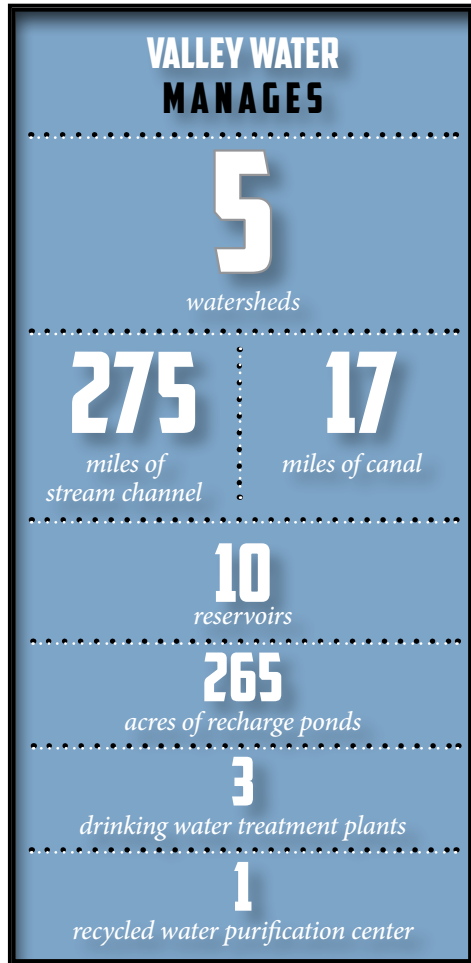 VALLEY WATER
MANAGES
5
watersheds
275
miles of
stream channel
17
miles of canal
10
reservoirs
265
acres of recharge ponds
3
drinking water treatment plants
1
recycled water purification center